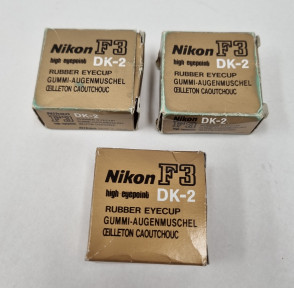 Nikon F3
high eyepoint DK-2
RUBBER EYECUP
GUMMI-AUGENMUSCHEL
ŒILLETON CAOUTCHOUC
Nikon F3
high eyepoint DK-2
RUBBER EYECUP
GUMMI-AUGENMUSCHEL
ŒILLETON CAOUTCHOUC
Nikon F3
high eyepoint DK-2
RUBBER EYECUP
GUMMI-AUGENMUSCHEL
ŒILLETON CAOUTCHOUC